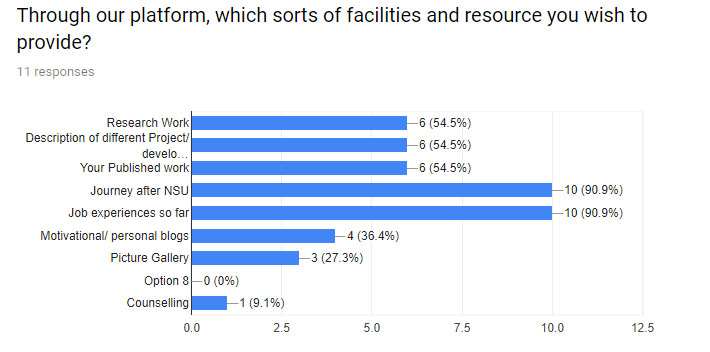 Through our platform, which sorts of facilities and resource you wish to
provide?
11 responses
Research Work 6 (54.5%)
Description of different Project/
develo... 6 (54.5%)
Your Published work 6 (54.5%)
Journey after NSU 10 (90.9%)
Job experiences so far 10 (90.9%)
Motivational/ personal blogs 4 (36.4%)
Picture Gallery 3 (27.3%)
Option 8 0 (0%)
Counselling 1 (9.1%)
0.0 2.5 5.0 7.5 10.0 12.5